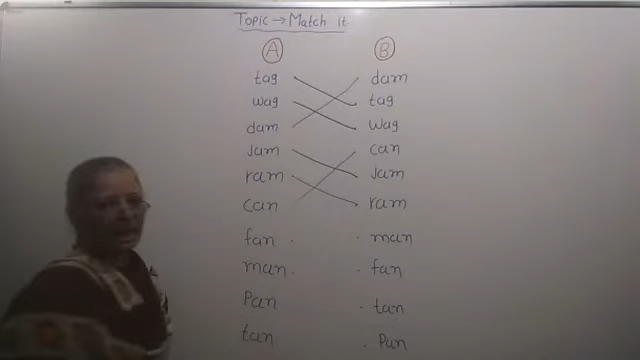 Topic → Match it
A B
tag dam
wag tag
dam wag
Jam can
ram Jam
can ram
fan man
man fan
Pan tan
tan Pan